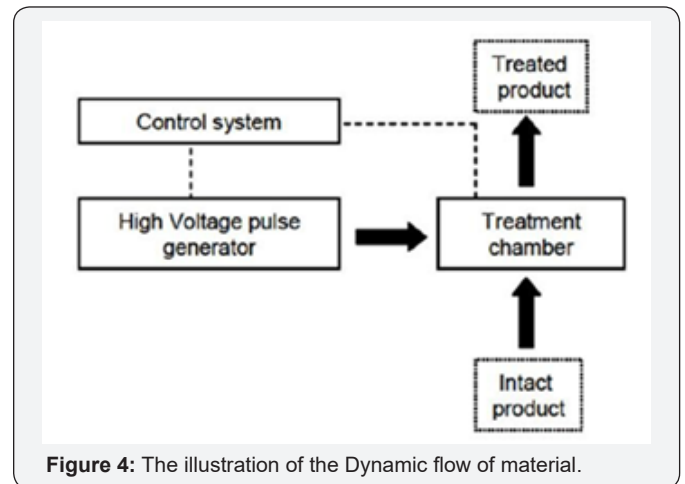 Treated
product
Control system
High Voltage pulse
generator
Treatment
chamber
Intact
product
Figure 4: The illustration of the Dynamic flow of material.